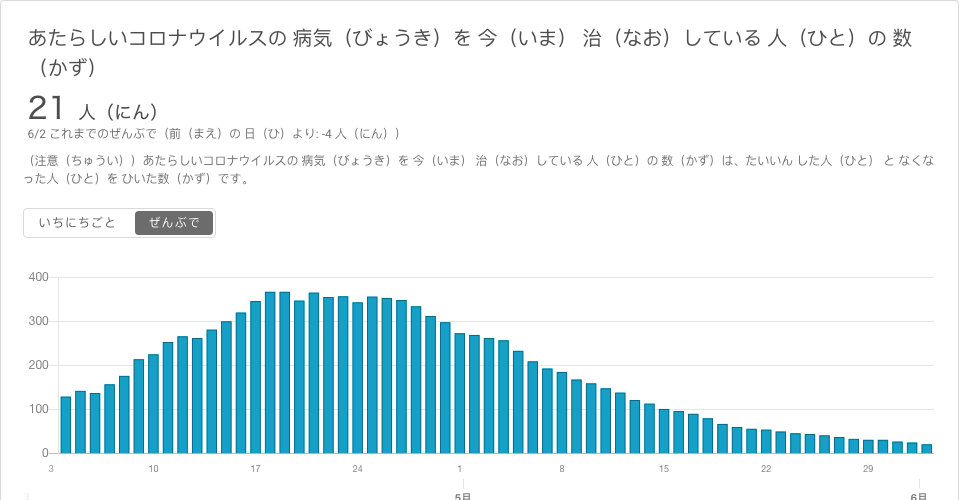 あたらしいコロナウイルスの 病気（びょうき）を 今（いま） 治（なお）している 人（ひと）の 数
（かず）
21 人（にん）
6/2 これまでのぜんぶで（前（まえ）の 日（ひ）より: -4 人（にん））
（注意（ちゅうい））あたらしいコロナウイルスの 病気（びょうき）を 今（いま） 治（なお）している 人（ひと）の 数（かず）は、たいいん した人（ひと） と なくな
った人（ひと）を ひいた数（かず）です。
いちにちごと ぜんぶで
400
300
200
100
0
3 10 17 24 1 8 15 22 29
5月 6月